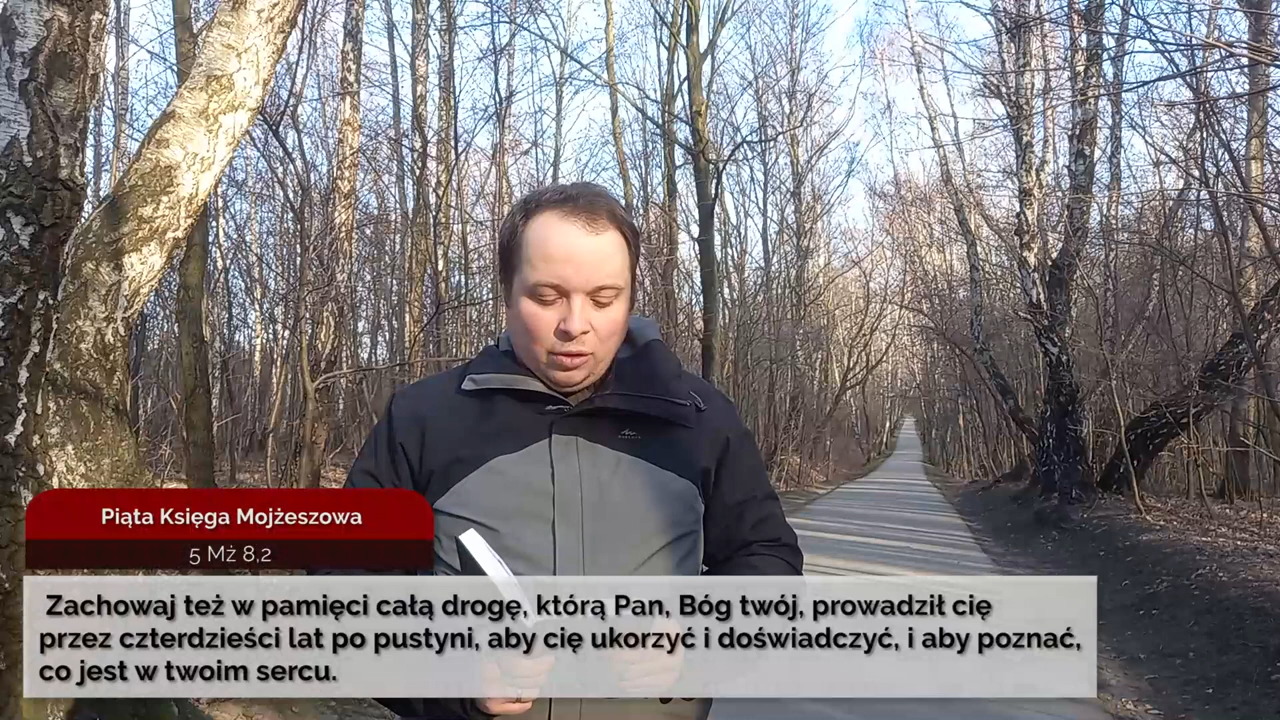 Piąta Księga Mojżeszowa
5 Mż 8,2
Zachowaj też w pamięci całą drogę, którą Pan, Bóg twój, prowadził cię
przez czterdzieści lat po pustyni, aby cię ukorzyć i doświadczyć, i aby poznać,
co jest w twoim sercu.